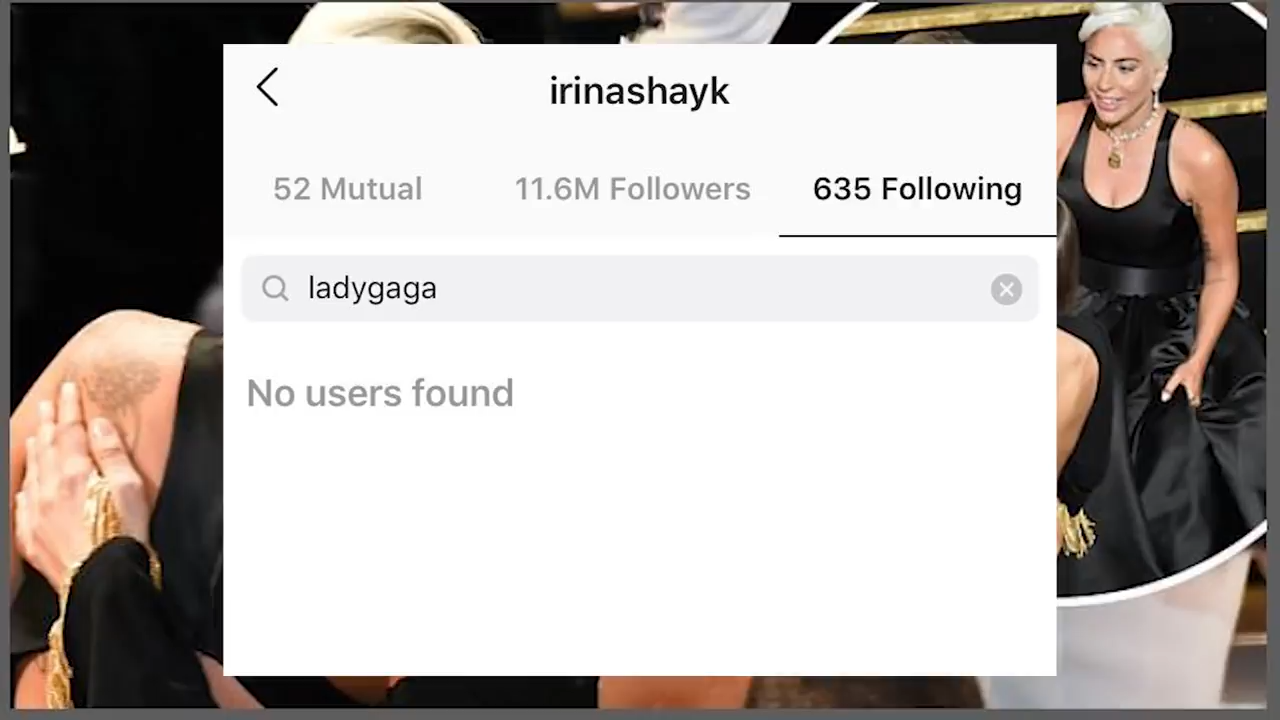 irinashayk
52 Mutual
11.6M Followers
635 Following
ladygaga
No users found